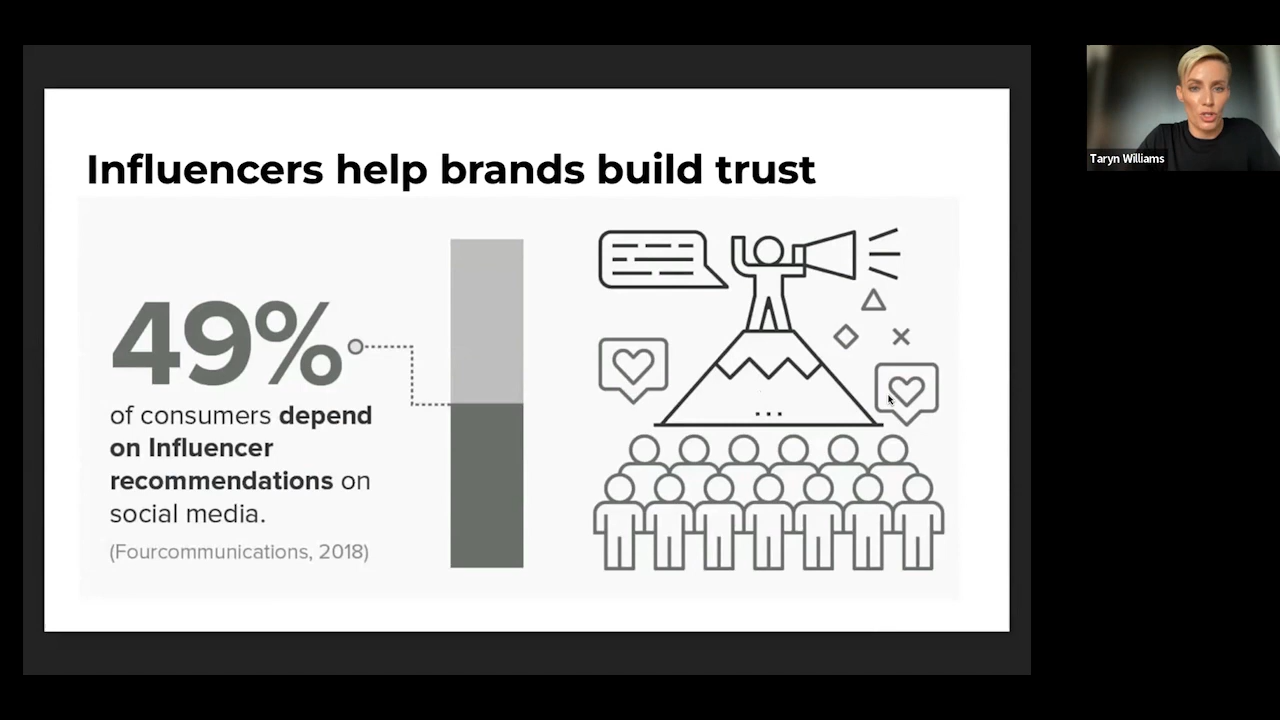 Influencers help brands build trust
49%
of consumers depend
on Influencer
recommendations on
social media.
(Fourcommunications, 2018)
Taryn Williams